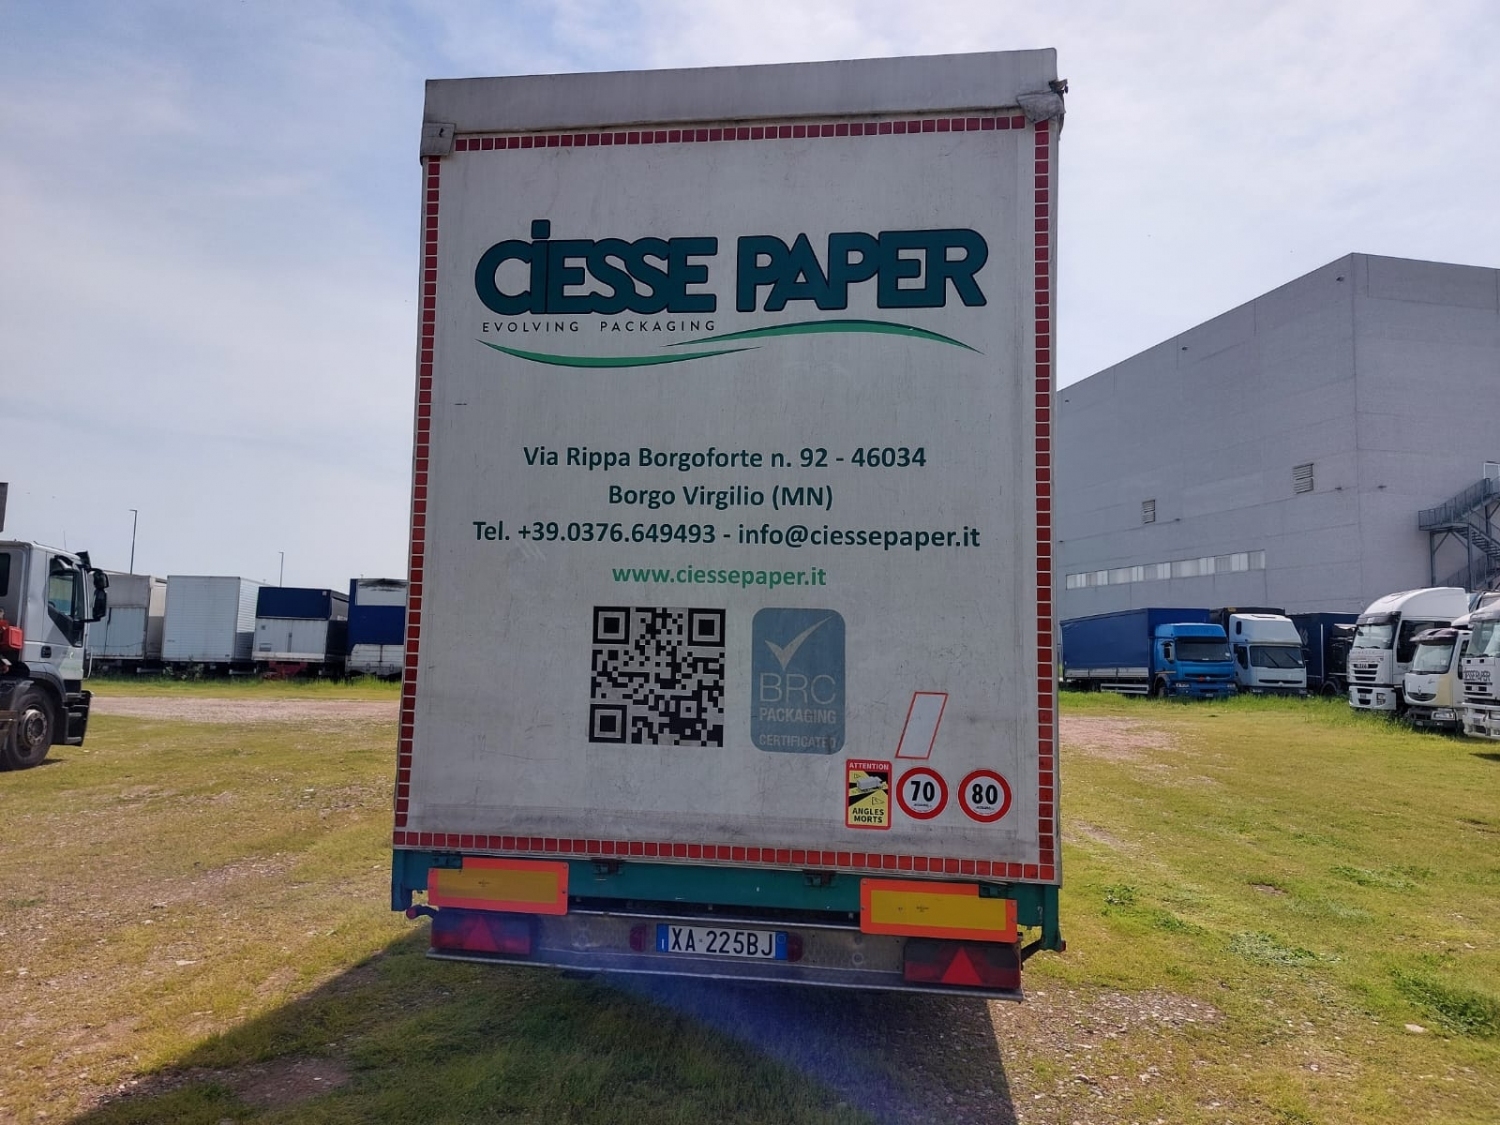 CIESSE PAPER
EVOLVING PACKAGING
Via Rippa Borgoforte n. 92 - 46034
Borgo Virgilio (MN)
Tel. +39.0376.649493 - info@ciessepaper.it
www.ciessepaper.it
BRC
PACKAGING
CERTIFICATED
ATTENTION
ANGLES
MORTS
70
80
XA 225BJ